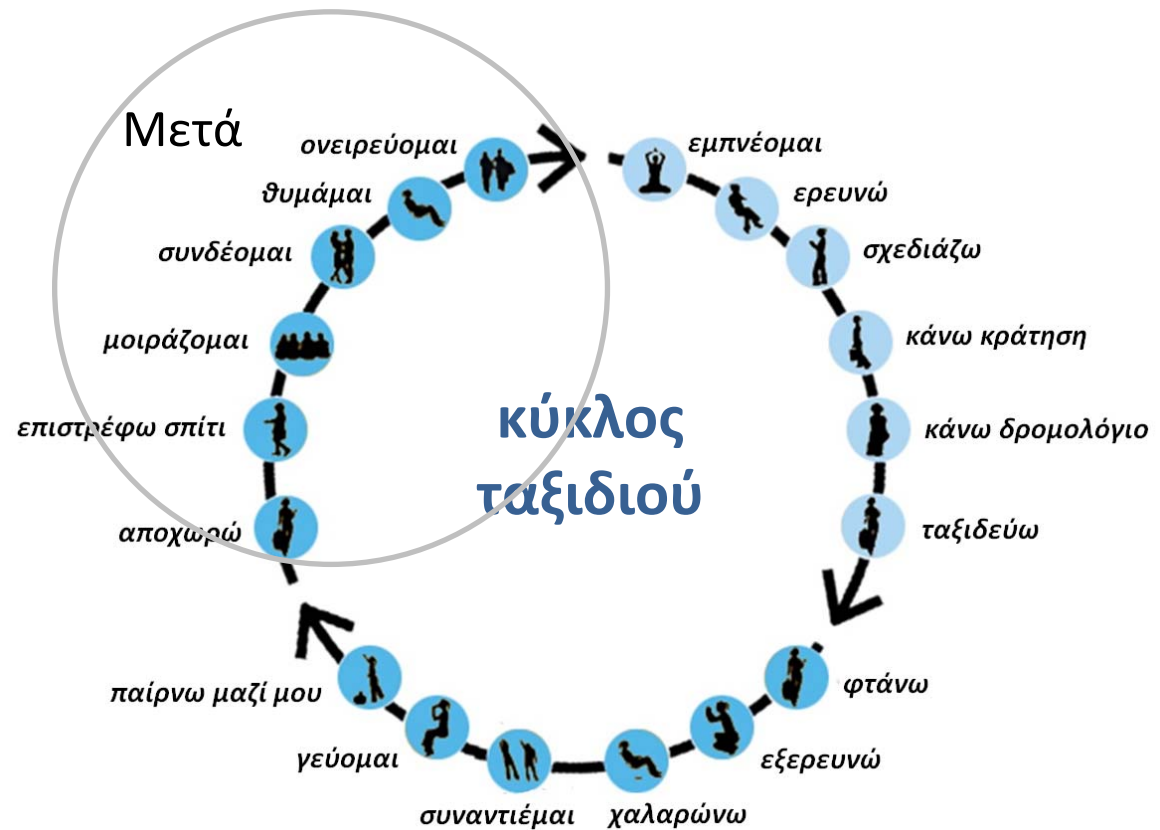 Μετά
ονειρεύομαι
θυμάμαι
συνδέομαι
μοιράζομαι
επιστρέφω σπίτι
αποχωρώ
εμπνέομαι
ερευνώ
σχεδιάζω
κάνω κράτηση
κάνω δρομολόγιο
ταξιδεύω
κύκλος
ταξιδιού
φτάνω
εξερευνώ
χαλαρώνω
συναντιέμαι
γεύομαι
παίρνω μαζί μου